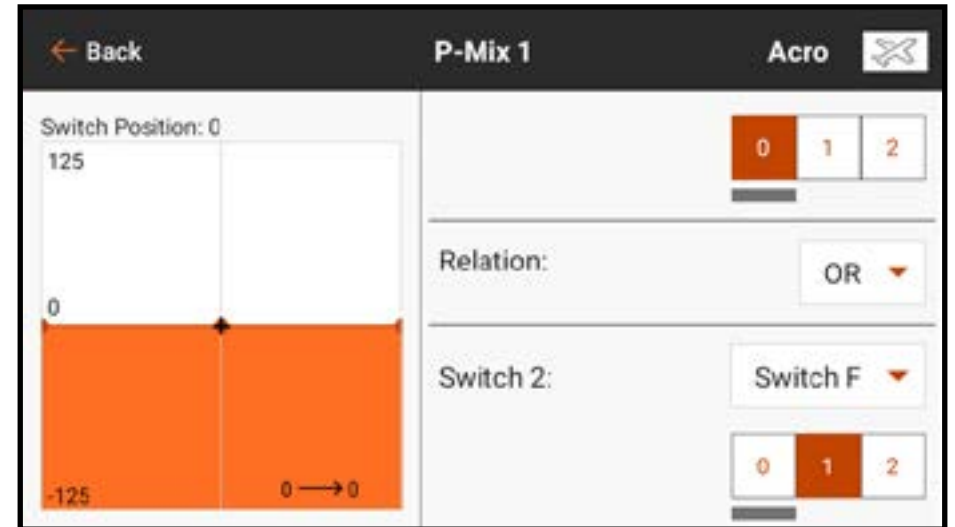 ← Back P-Mix 1 Acro
Switch Position: 0
125
0
-125
0 → 0
0 1 2
Relation: OR
Switch 2: Switch F
0 1 2